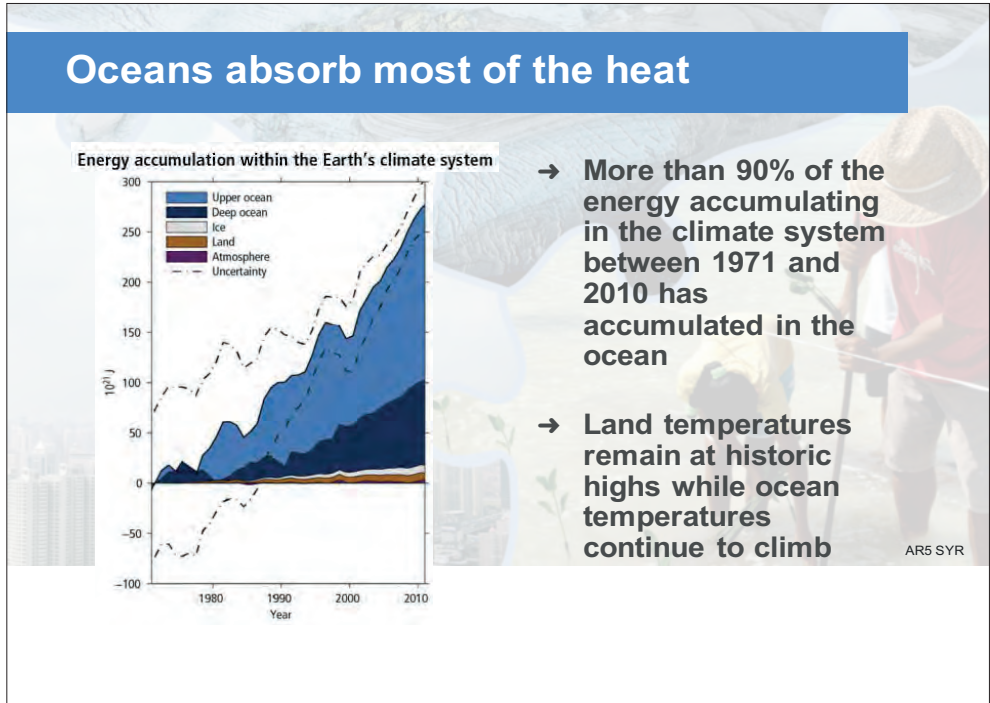 Oceans absorb most of the heat
Energy accumulation within the Earth's climate system
300
250
200
150
100
50
0
−50
−100
10²¹ J
Upper ocean
Deep ocean
Ice
Land
Atmosphere
Uncertainty
1980
1990
2000
2010
Year
➜ More than 90% of the
energy accumulating
in the climate system
between 1971 and
2010 has
accumulated in the
ocean
➜ Land temperatures
remain at historic
highs while ocean
temperatures
continue to climb
AR5 SYR